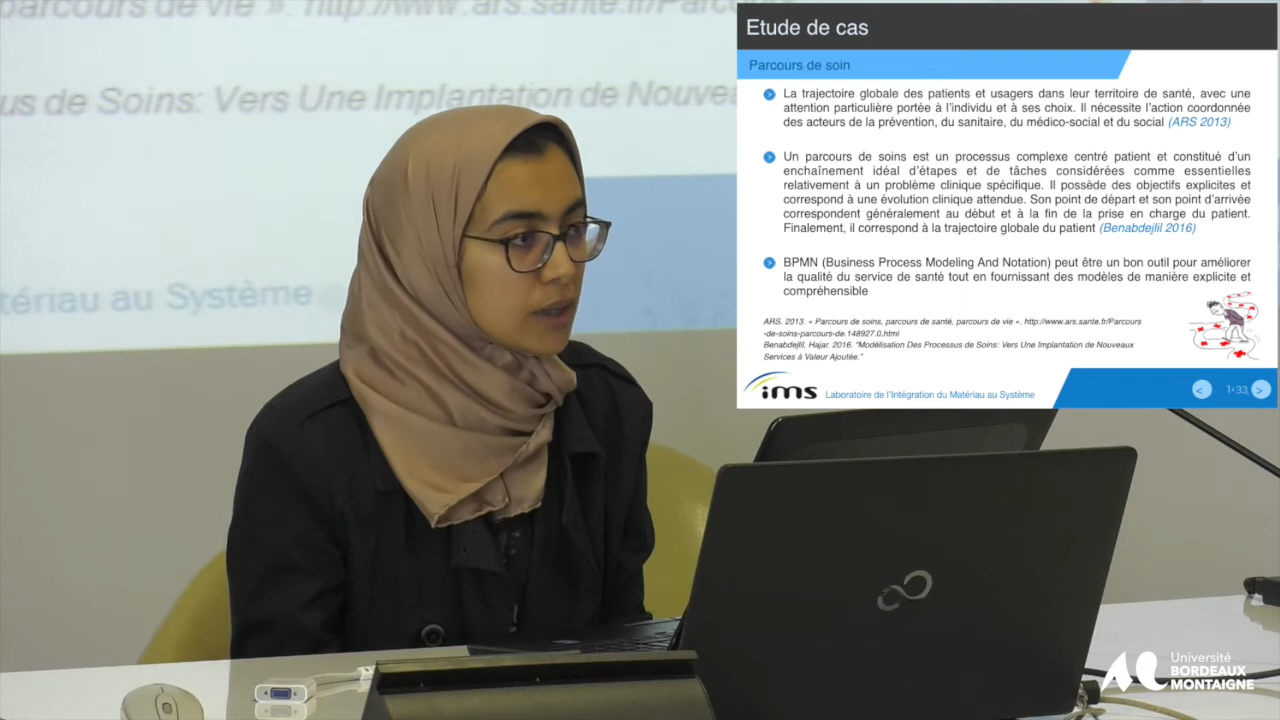 parcours de vie ». http://www.ars.sante.fr/Parcours
us de Soins: Vers Une Implantation de Nouvea
tériau au Système
Etude de cas
Parcours de soin
La trajectoire globale des patients et usagers dans leur territoire de santé, avec une
attention particulière portée à l'individu et à ses choix. Il nécessite l'action coordonnée
des acteurs de la prévention, du sanitaire, du médico-social et du social (ARS 2013)
Un parcours de soins est un processus complexe centré patient et constitué d'un
enchaînement idéal d'étapes et de tâches considérées comme essentielles
relativement à un problème clinique spécifique. Il possède des objectifs explicites et
correspond à une évolution clinique attendue. Son point de départ et son point d'arrivée
correspondent généralement au début et à la fin de la prise en charge du patient.
Finalement, il correspond à la trajectoire globale du patient (Benabdejlil 2016)
BPMN (Business Process Modeling And Notation) peut être un bon outil pour améliorer
la qualité du service de santé tout en fournissant des modèles de manière explicite et
compréhensible
ARS. 2013. « Parcours de soins, parcours de santé, parcours de vie ». http://www.ars.sante.fr/Parcours
-de-soins-parcours-de.148927.0.html
Benabdejlil, Hajar. 2016. "Modélisation Des Processus de Soins: Vers Une Implantation de Nouveaux
Services à Valeur Ajoutée."
ims Laboratoire de l'Intégration du Matériau au Système
Université
BORDEAUX
MONTAIGNE